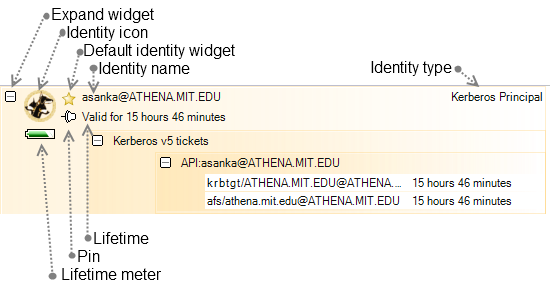 Expand widget
Identity icon
Default identity widget
Identity name
Identity type
asanka@ATHENA.MIT.EDU
Kerberos Principal
Valid for 15 hours 46 minutes
Kerberos v5 tickets
API:asanka@ATHENA.MIT.EDU
krbtgt/ATHENA.MIT.EDU@ATHENA... 15 hours 46 minutes
afs/athena.mit.edu@ATHENA.MIT.EDU 15 hours 46 minutes
Lifetime
Pin
Lifetime meter